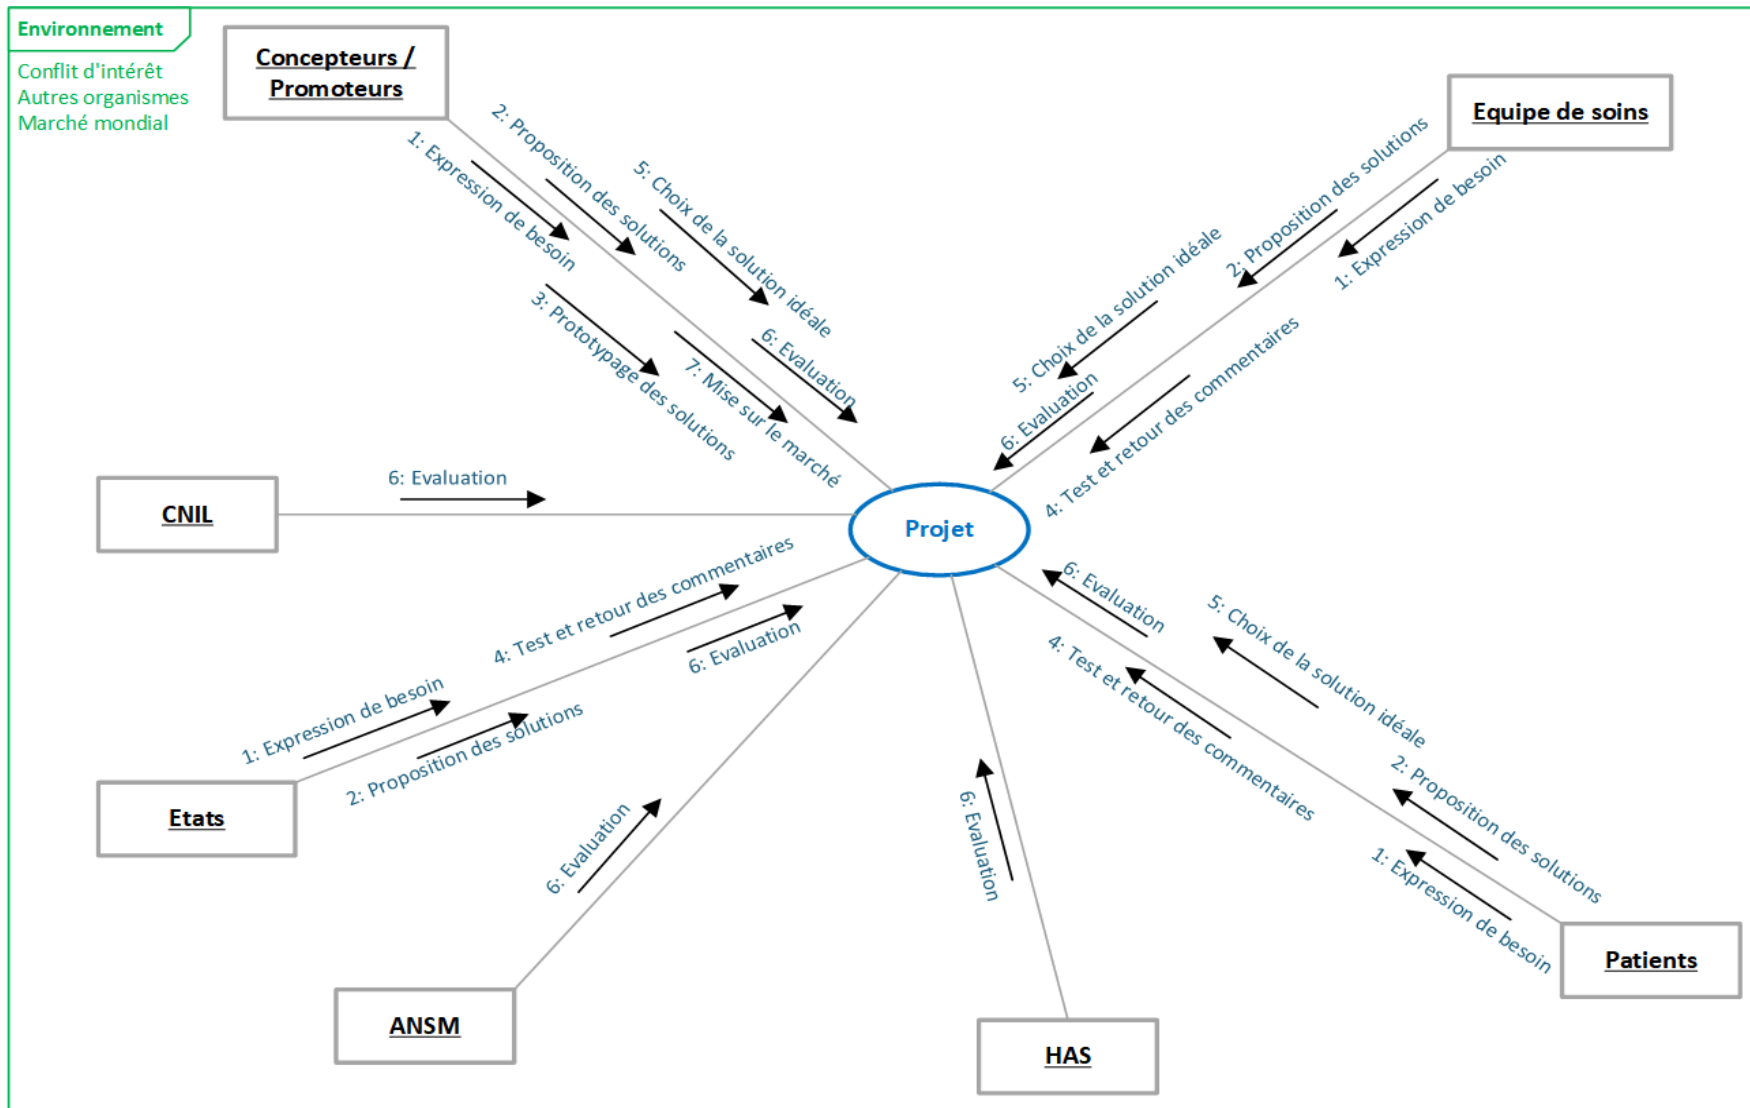 Environnement
Conflit d'intérêt
Autres organismes
Marché mondial
Concepteurs /
Promoteurs
1: Expression de besoin
2: Proposition des solutions
5: Choix de la solution idéale
3: Prototypage des solutions
7: Mise sur le marché
6: Evaluation
Equipe de soins
2: Proposition des solutions
1: Expression de besoin
5: Choix de la solution idéale
6: Evaluation
4: Test et retour des commentaires
CNIL
6: Evaluation
Projet
Etats
1: Expression de besoin
2: Proposition des solutions
4: Test et retour des commentaires
6: Evaluation
ANSM
6: Evaluation
HAS
6: Evaluation
Patients
6: Evaluation
5: Choix de la solution idéale
4: Test et retour des commentaires
2: Proposition des solutions
1: Expression de besoin